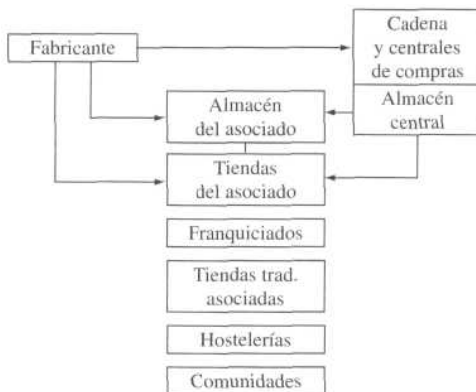 Fabricante
Cadena
y centrales
de compras
Almacén
central
Almacén
del asociado
Tiendas
del asociado
Franquiciados
Tiendas trad.
asociadas
Hostelerías
Comunidades